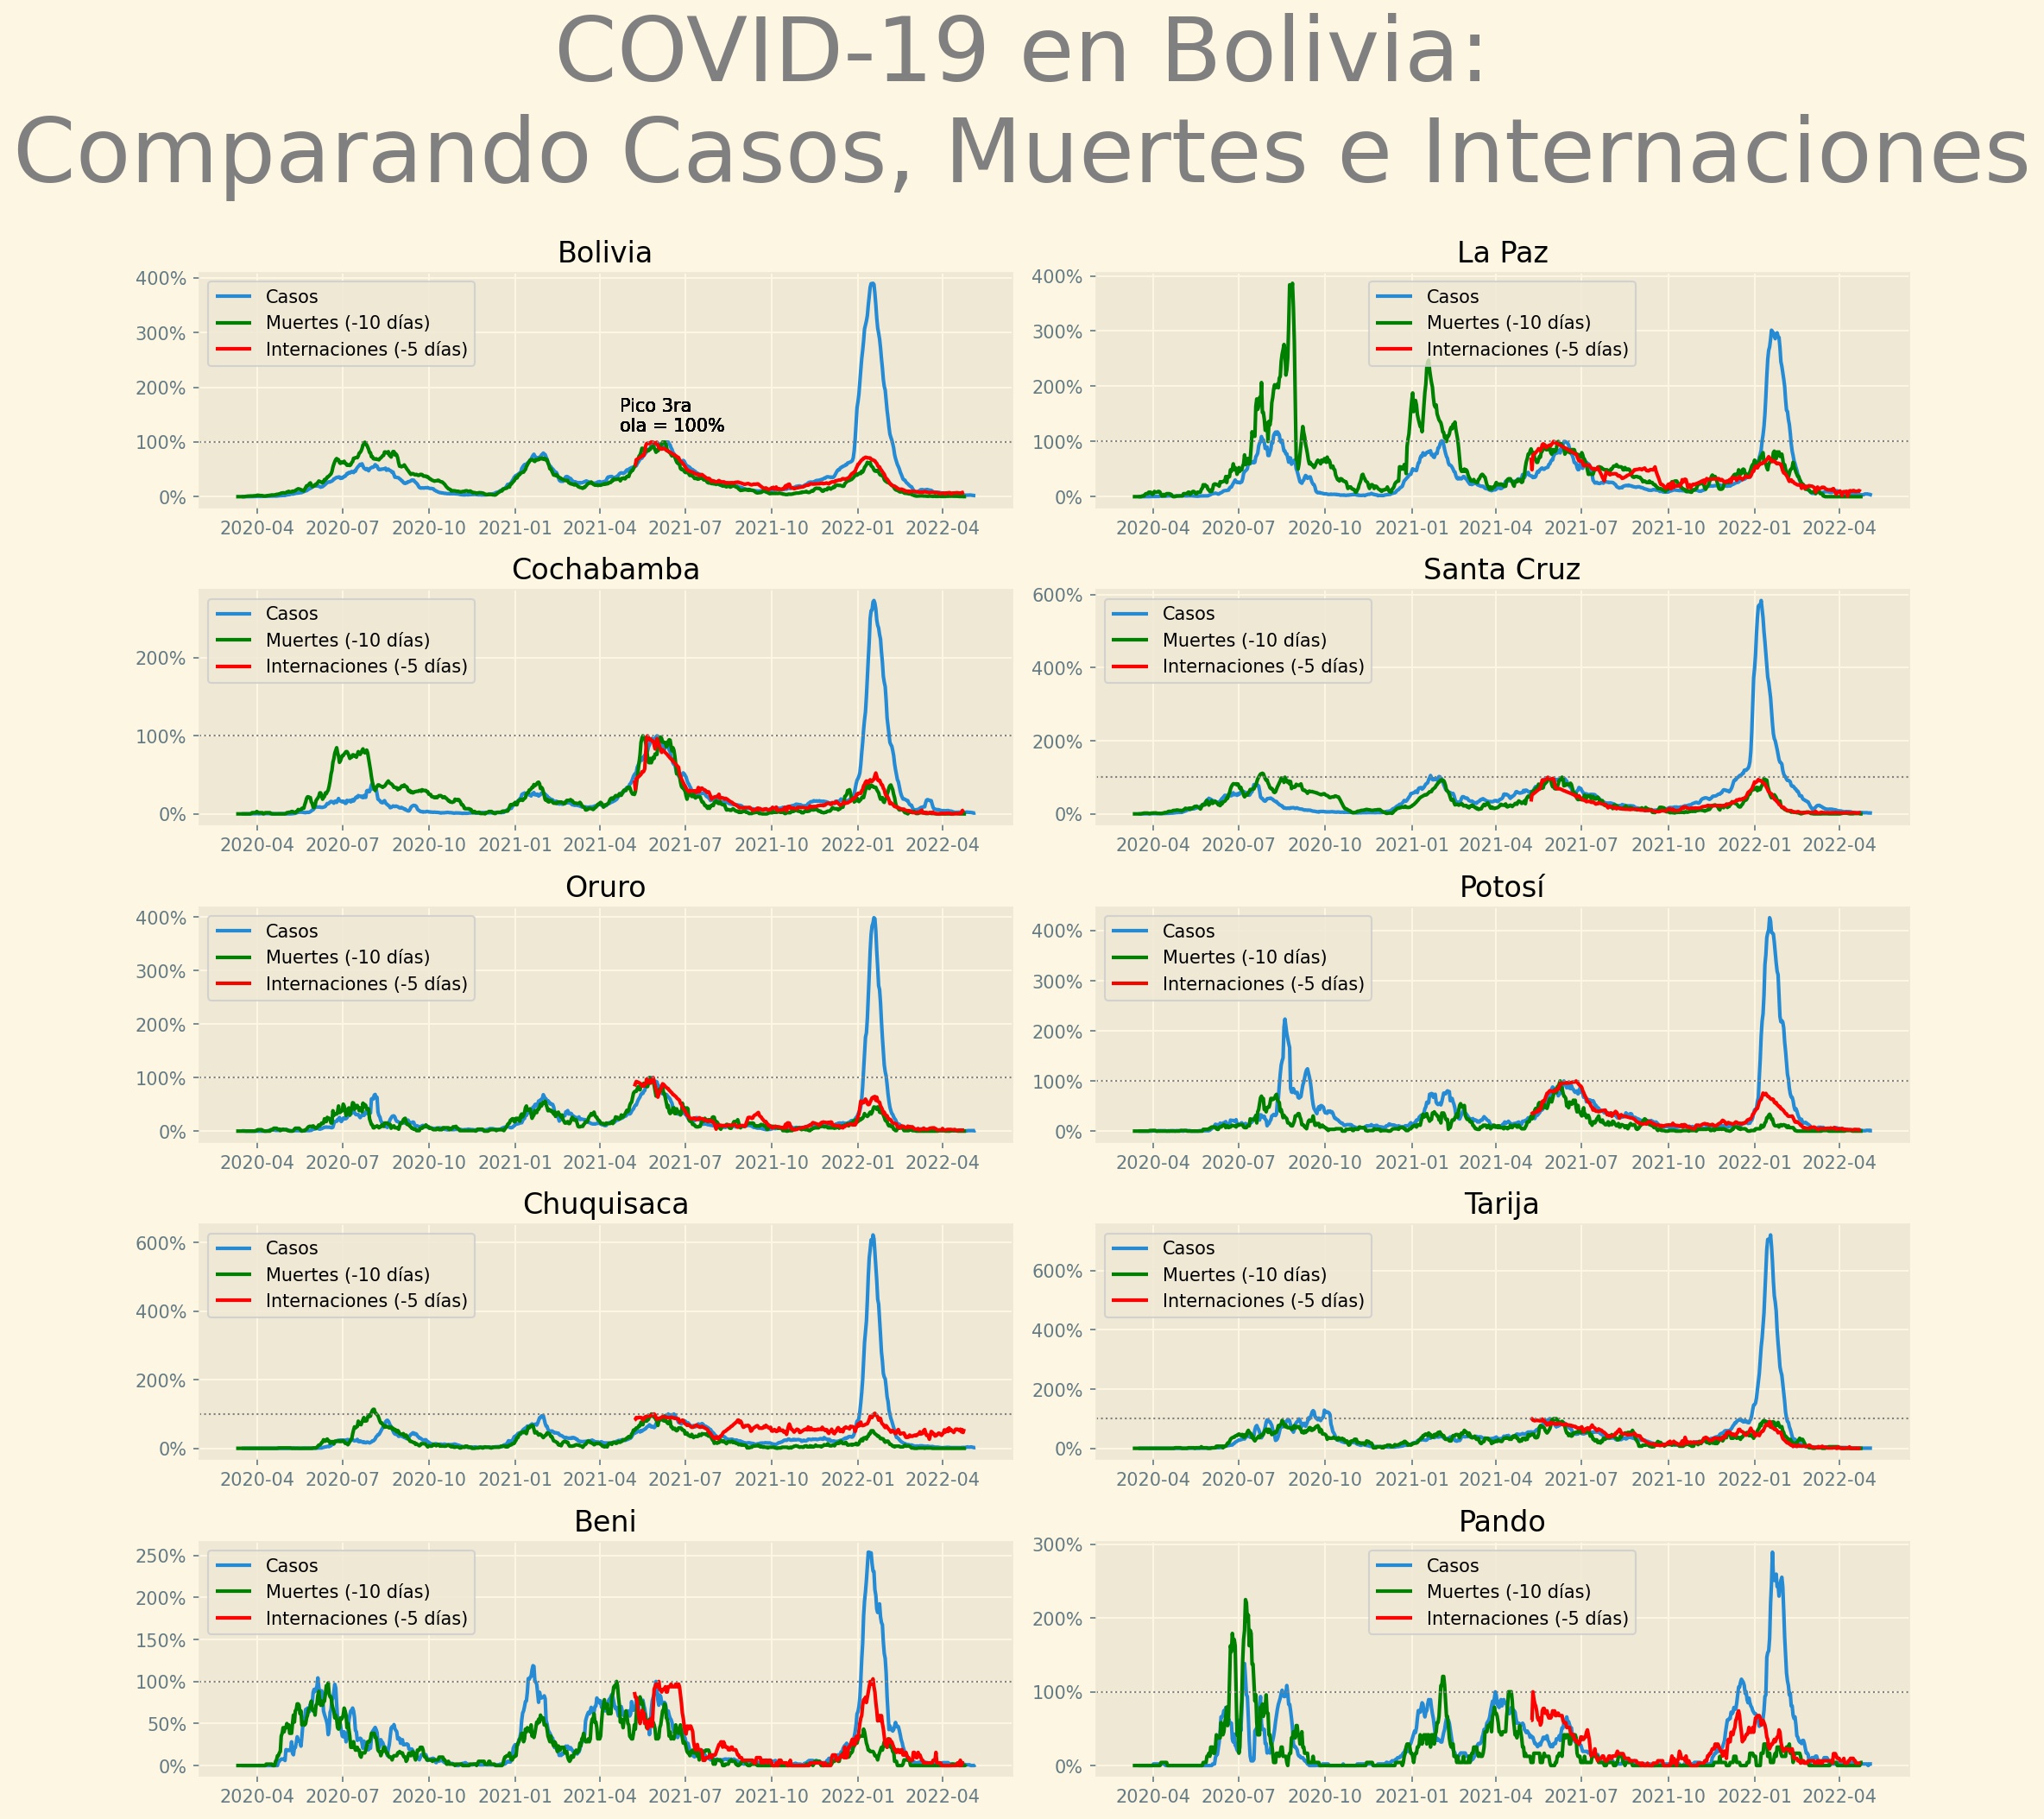 COVID-19 en Bolivia:
Comparando Casos, Muertes e Internaciones
Bolivia
400%
300%
200%
100%
0%
Casos
Muertes (-10 días)
Internaciones (-5 días)
Pico 3ra
ola = 100%
2020-04 2020-07 2020-10 2021-01 2021-04 2021-07 2021-10 2022-01 2022-04
La Paz
400%
300%
200%
100%
0%
Casos
Muertes (-10 días)
Internaciones (-5 días)
2020-04 2020-07 2020-10 2021-01 2021-04 2021-07 2021-10 2022-01 2022-04
Cochabamba
200%
100%
0%
Casos
Muertes (-10 días)
Internaciones (-5 días)
2020-04 2020-07 2020-10 2021-01 2021-04 2021-07 2021-10 2022-01 2022-04
Santa Cruz
600%
400%
200%
0%
Casos
Muertes (-10 días)
Internaciones (-5 días)
2020-04 2020-07 2020-10 2021-01 2021-04 2021-07 2021-10 2022-01 2022-04
Oruro
400%
300%
200%
100%
0%
Casos
Muertes (-10 días)
Internaciones (-5 días)
2020-04 2020-07 2020-10 2021-01 2021-04 2021-07 2021-10 2022-01 2022-04
Potosí
400%
300%
200%
100%
0%
Casos
Muertes (-10 días)
Internaciones (-5 días)
2020-04 2020-07 2020-10 2021-01 2021-04 2021-07 2021-10 2022-01 2022-04
Chuquisaca
600%
400%
200%
0%
Casos
Muertes (-10 días)
Internaciones (-5 días)
2020-04 2020-07 2020-10 2021-01 2021-04 2021-07 2021-10 2022-01 2022-04
Tarija
600%
400%
200%
0%
Casos
Muertes (-10 días)
Internaciones (-5 días)
2020-04 2020-07 2020-10 2021-01 2021-04 2021-07 2021-10 2022-01 2022-04
Beni
250%
200%
150%
100%
50%
0%
Casos
Muertes (-10 días)
Internaciones (-5 días)
2020-04 2020-07 2020-10 2021-01 2021-04 2021-07 2021-10 2022-01 2022-04
Pando
300%
200%
100%
0%
Casos
Muertes (-10 días)
Internaciones (-5 días)
2020-04 2020-07 2020-10 2021-01 2021-04 2021-07 2021-10 2022-01 2022-04